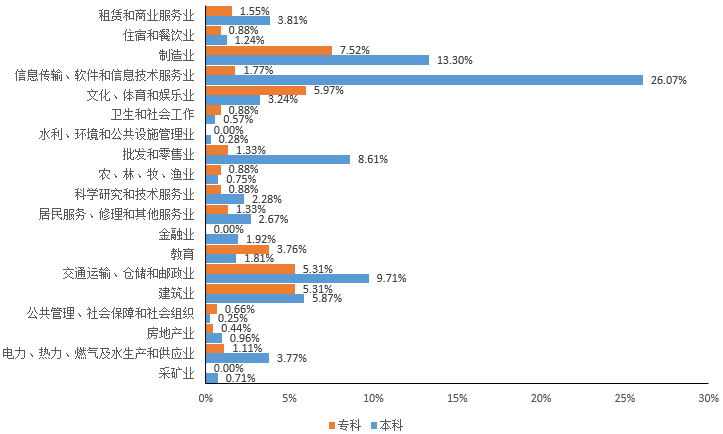 租赁和商业服务业 1.55% 3.81%
住宿和餐饮业 0.88% 1.24%
制造业 7.52% 13.30%
信息传输、软件和信息技术服务业 1.77% 26.07%
文化、体育和娱乐业 5.97% 3.24%
卫生和社会工作 0.88% 0.57%
水利、环境和公共设施管理业 0.00% 0.28%
批发和零售业 1.33% 8.61%
农、林、牧、渔业 0.88% 0.75%
科学研究和技术服务业 0.88% 2.28%
居民服务、修理和其他服务业 1.33% 2.67%
金融业 0.00% 1.92%
教育 3.76% 1.81%
交通运输、仓储和邮政业 5.31% 9.71%
建筑业 5.31% 5.87%
公共管理、社会保障和社会组织 0.66% 0.25%
房地产业 0.44% 0.96%
电力、热力、燃气及水生产和供应业 1.11% 3.77%
采矿业 0.00% 0.71%
0% 5% 10% 15% 20% 25% 30%
专科 本科